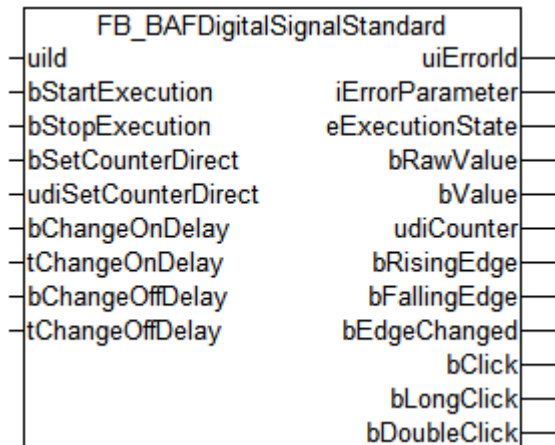 FB_BAFDigitalSignalStandard
uiId uiErrorId
bStartExecution iErrorParameter
bStopExecution eExecutionState
bSetCounterDirect bRawValue
udiSetCounterDirect bValue
bChangeOnDelay udiCounter
tChangeOnDelay bRisingEdge
bChangeOffDelay bFallingEdge
tChangeOffDelay bEdgeChanged
bClick
bLongClick
bDoubleClick